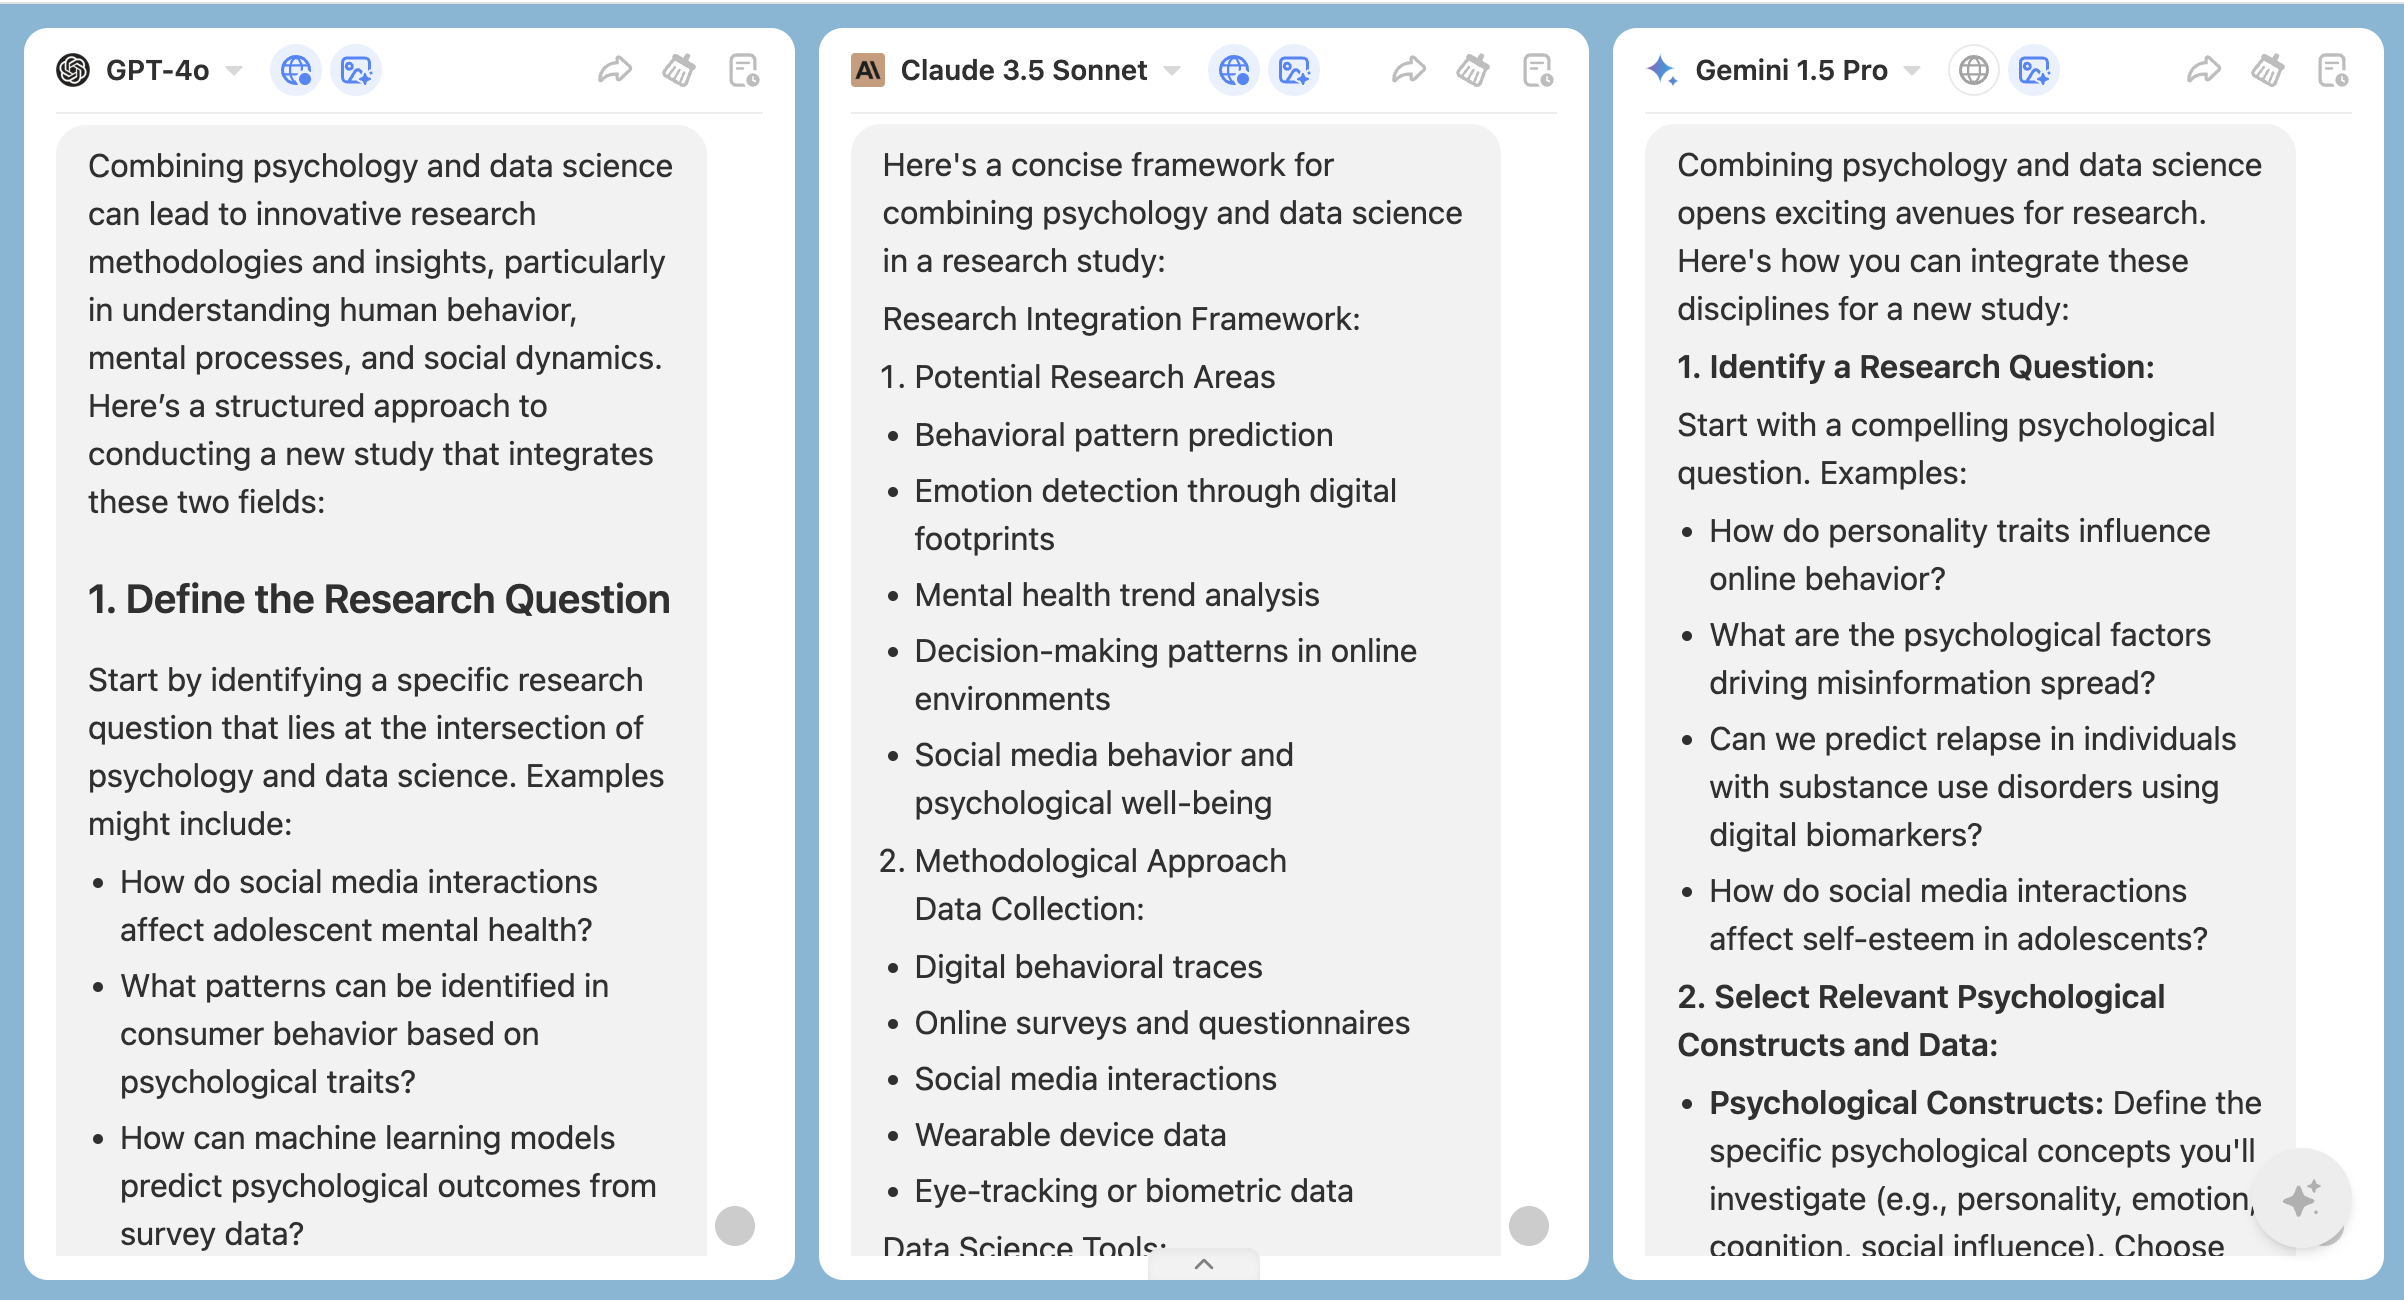 GPT-4o
Combining psychology and data science
can lead to innovative research
methodologies and insights, particularly
in understanding human behavior,
mental processes, and social dynamics.
Here’s a structured approach to
conducting a new study that integrates
these two fields:
1. Define the Research Question
Start by identifying a specific research
question that lies at the intersection of
psychology and data science. Examples
might include:
• How do social media interactions
affect adolescent mental health?
• What patterns can be identified in
consumer behavior based on
psychological traits?
• How can machine learning models
predict psychological outcomes from
survey data?
Claude 3.5 Sonnet
Here's a concise framework for
combining psychology and data science
in a research study:
Research Integration Framework:
1. Potential Research Areas
• Behavioral pattern prediction
• Emotion detection through digital
footprints
• Mental health trend analysis
• Decision-making patterns in online
environments
• Social media behavior and
psychological well-being
2. Methodological Approach
Data Collection:
• Digital behavioral traces
• Online surveys and questionnaires
• Social media interactions
• Wearable device data
• Eye-tracking or biometric data
Data Science Tools:
Gemini 1.5 Pro
Combining psychology and data science
opens exciting avenues for research.
Here's how you can integrate these
disciplines for a new study:
1. Identify a Research Question:
Start with a compelling psychological
question. Examples:
• How do personality traits influence
online behavior?
• What are the psychological factors
driving misinformation spread?
• Can we predict relapse in individuals
with substance use disorders using
digital biomarkers?
• How do social media interactions
affect self-esteem in adolescents?
2. Select Relevant Psychological
Constructs and Data:
• Psychological Constructs: Define the
specific psychological concepts you'll
investigate (e.g., personality, emotion,
cognition, social influence). Choose